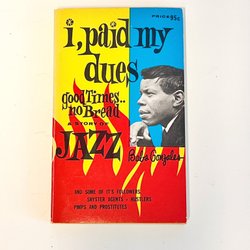 PRICE 95¢
i, paid my
dues
good Times..
no Bread
A STORY OF
JAZZ
Babs Gonzales
AND SOME OF IT'S FOLLOWERS,
SHYSTER AGENTS - HUSTLERS
PIMPS AND PROSTITUTES